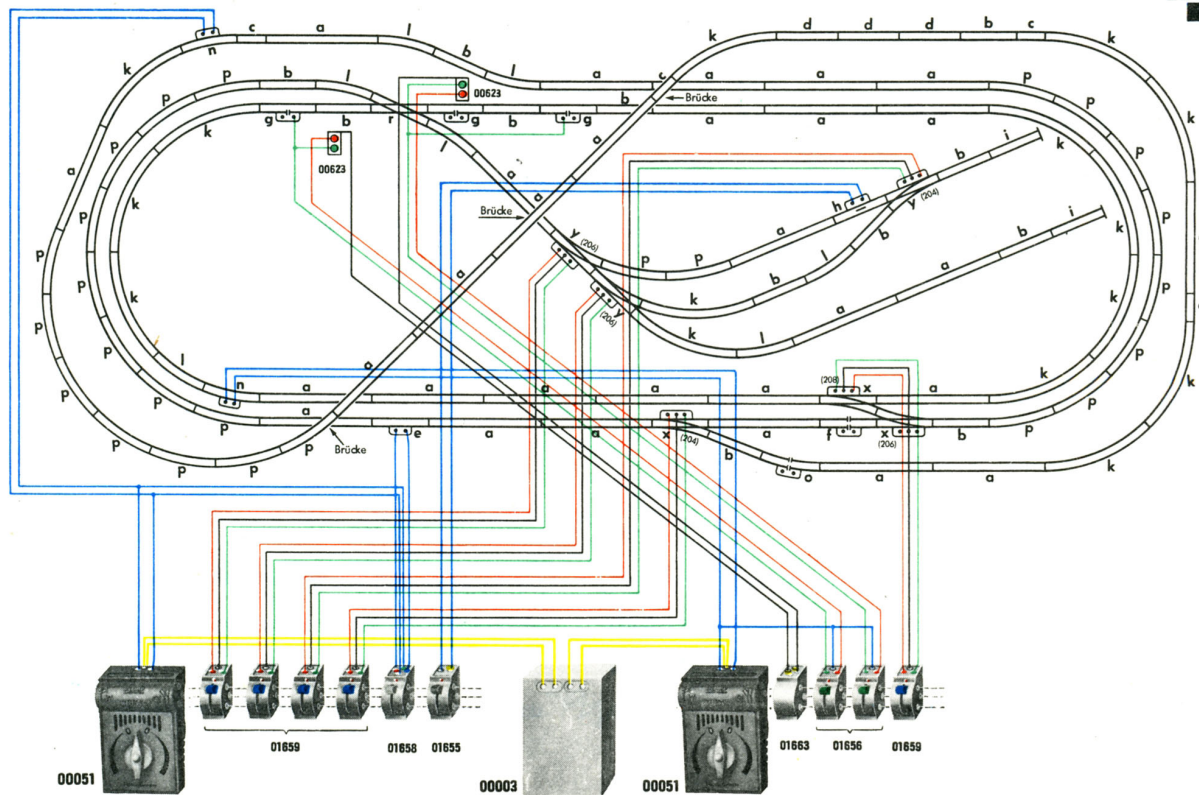 c a l b l a c a a a p
d d d b c k
n
k p b l
00623
a Brücke
k g b r g b g b a a a
00623
b i k
h y (204)
a Brücke
y (206)
p p a b
k b l b i
(206) y k l a
a
p k
l n a a a a a (208) x a k
a e a a a x (204) a f x (206) b p
Brücke
b o a a k
p p p
01659
01658
01655
01663
01656
01659
00051
00003
00051